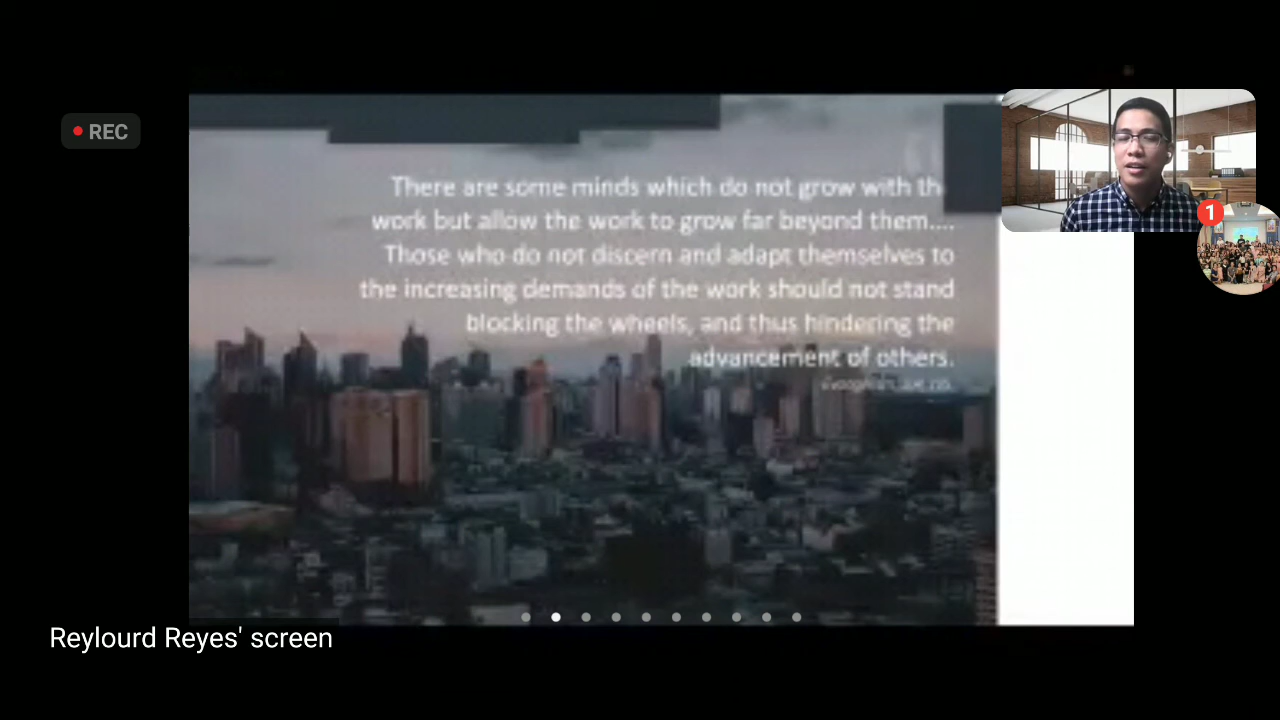 REC
There are some minds which do not grow with th
work but allow the work to grow far beyond them....
Those who do not discern and adapt themselves to
the increasing demands of the work should not stand
blocking the wheels, and thus hindering the
advancement of others.
1
Reylourd Reyes' screen